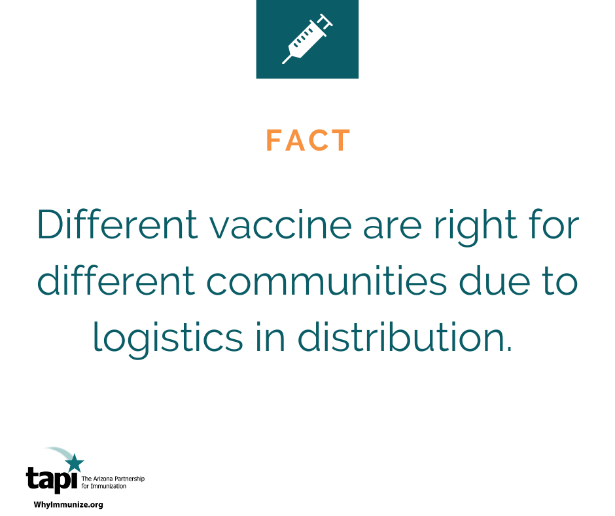 FACT
Different vaccine are right for
different communities due to
logistics in distribution.
tapi The Arizona Partnership
for Immunization
WhyImmunize.org